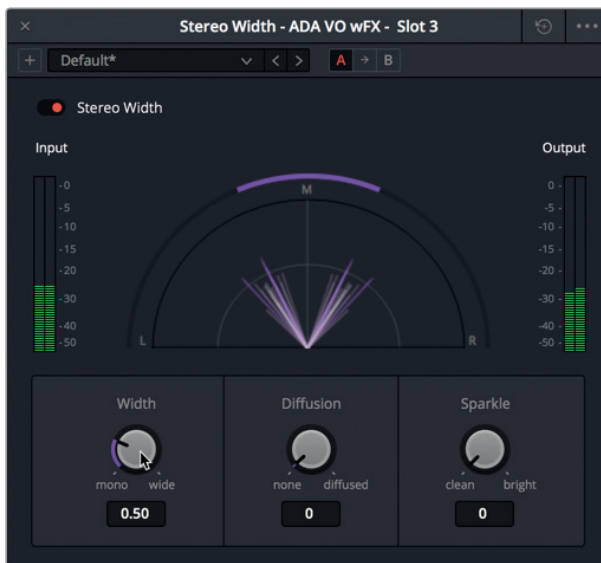 Stereo Width - ADA VO wFX - Slot 3
Default*
A
B
Stereo Width
Input
Output
-0
-5
-10
-15
-20
-30
-40
-50
M
L
R
0 -
-5 -
-10 -
-15 -
-20 -
-30 -
-40 -
-50 -
Width
Diffusion
Sparkle
mono
wide
none
diffused
clean
bright
0.50
0
0